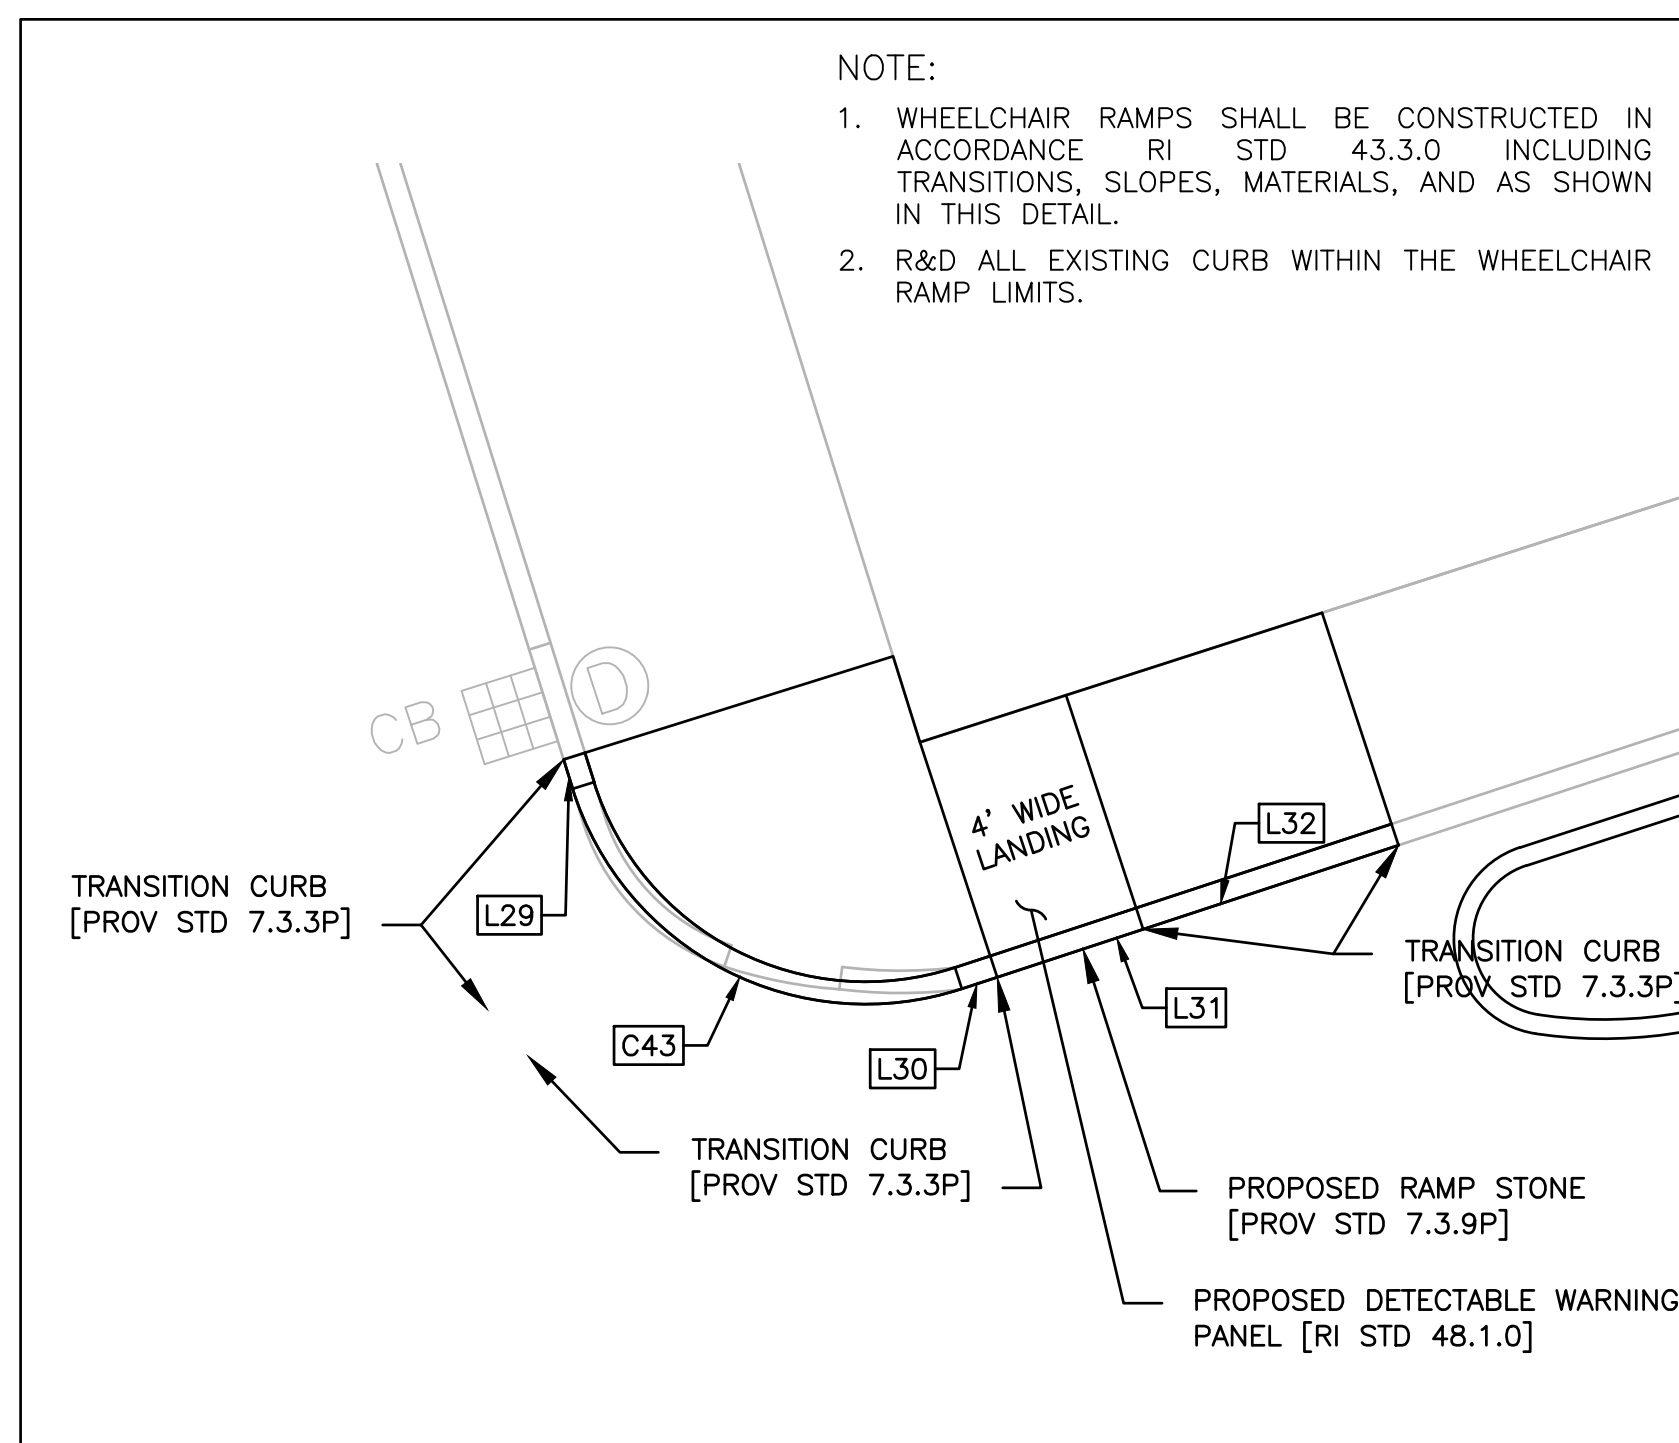 NOTE:
1. WHEELCHAIR RAMPS SHALL BE CONSTRUCTED IN
ACCORDANCE RI STD 43.3.0 INCLUDING
TRANSITIONS, SLOPES, MATERIALS, AND AS SHOWN
IN THIS DETAIL.
2. R&D ALL EXISTING CURB WITHIN THE WHEELCHAIR
RAMP LIMITS.
CB
D
4' WIDE
LANDING
L32
TRANSITION CURB
[PROV STD 7.3.3P]
L29
TRANSITION CURB
[PROV STD 7.3.3P]
L31
C43
L30
TRANSITION CURB
[PROV STD 7.3.3P]
PROPOSED RAMP STONE
[PROV STD 7.3.9P]
PROPOSED DETECTABLE WARNING
PANEL [RI STD 48.1.0]